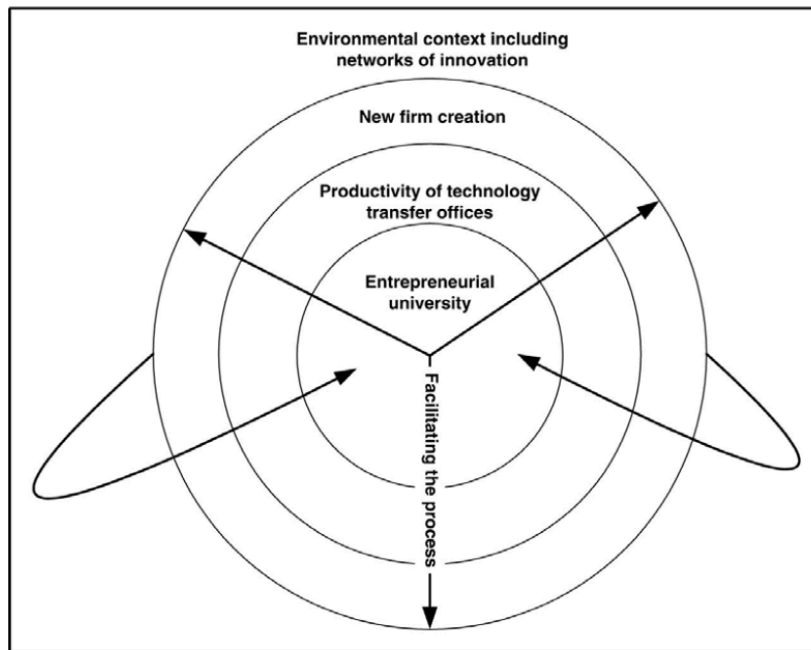 Environmental context including
networks of innovation
New firm creation
Productivity of technology
transfer offices
Entrepreneurial
university
Facilitating the process